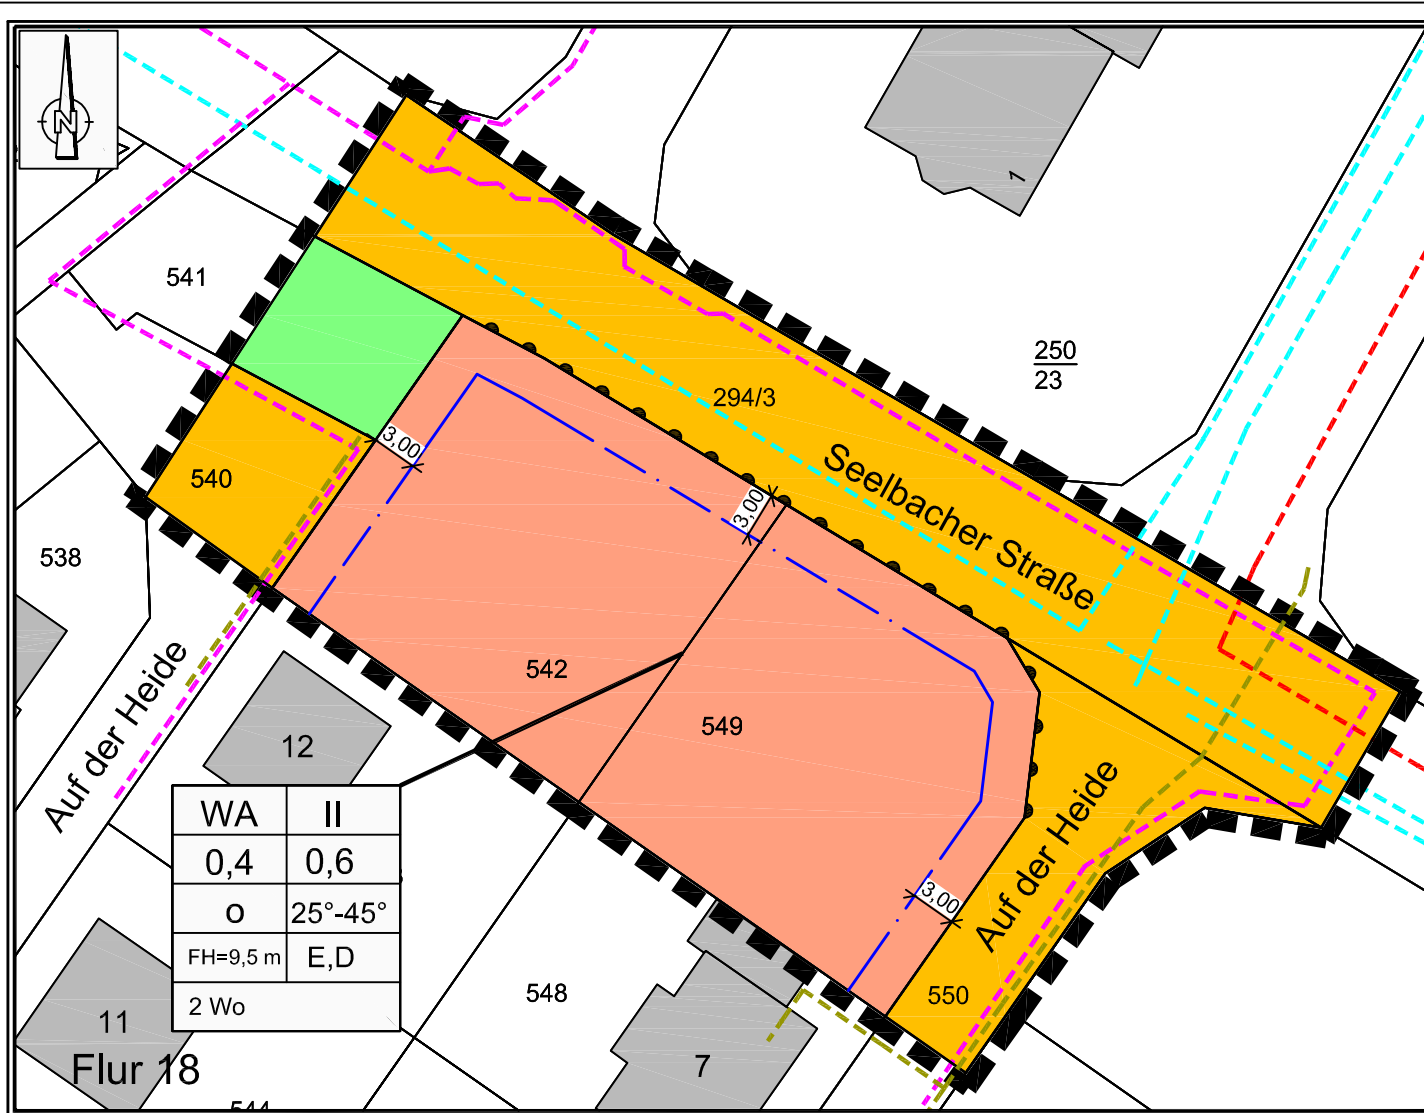 N
1
541
250
23
294/3
3,00
540
Seelbacher Straße
3,00
538
542
549
Auf der Heide
12
Auf der Heide
WA II
0,4 0,6
o 25°-45°
FH=9,5 m E,D
2 Wo
3,00
548
550
11
7
Flur 18
544